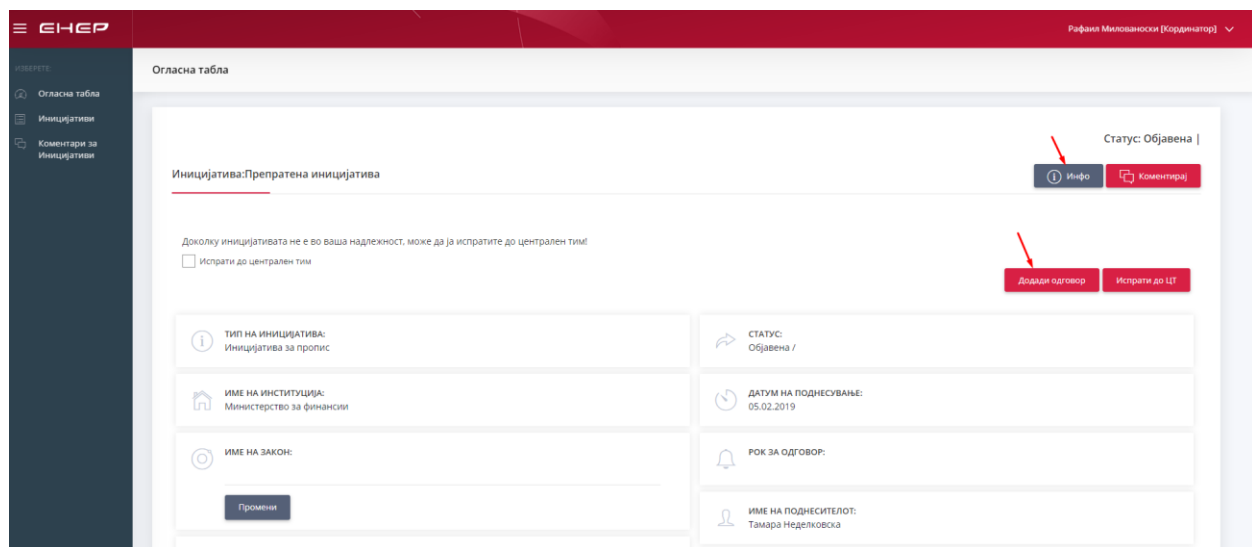 ЕНЕР
Рафаил Миловановски [Кординатор]
ИЗБЕРЕТЕ:
Огласна табла
Иницијативи
Коментари за
Иницијативи
Огласна табла
Статус: Објавена |
Иницијатива:Препратена иницијатива
Инфо
Коментирај
Доколку иницијативата не е во ваша надлежност, може да ја испратите до централен тим!
Испрати до централен тим
Додади одговор
Испрати до ЦТ
ТИП НА ИНИЦИЈАТИВА:
Иницијатива за пропис
СТАТУС:
Објавена /
ИМЕ НА ИНСТИТУЦИЈА:
Министерство за финансии
ДАТУМ НА ПОДНЕСУВАЊЕ:
05.02.2019
ИМЕ НА ЗАКОН:
Промени
РОК ЗА ОДГОВОР:
ИМЕ НА ПОДНЕСИТЕЛОТ:
Тамара Неделковска